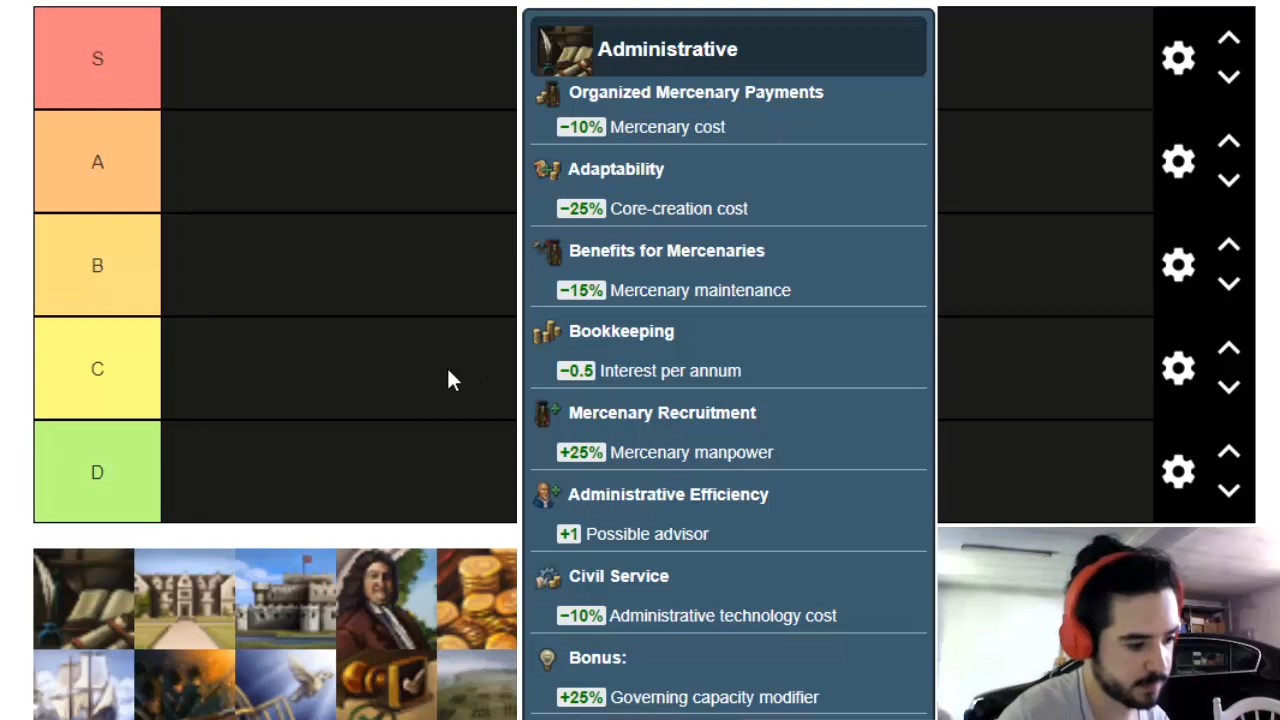 S
A
B
C
D
Administrative
Organized Mercenary Payments
−10% Mercenary cost
Adaptability
−25% Core-creation cost
Benefits for Mercenaries
−15% Mercenary maintenance
Bookkeeping
−0.5 Interest per annum
Mercenary Recruitment
+25% Mercenary manpower
Administrative Efficiency
+1 Possible advisor
Civil Service
−10% Administrative technology cost
Bonus:
+25% Governing capacity modifier